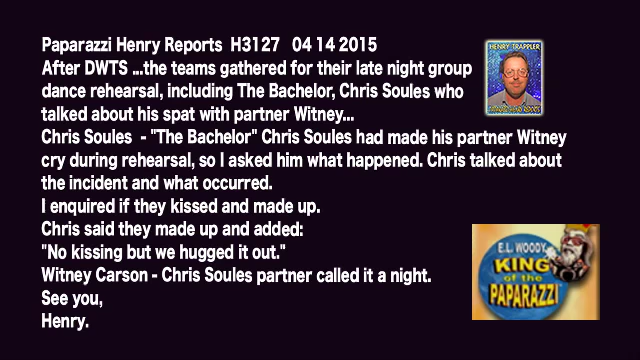 Paparazzi Henry Reports H3127 04 14 2015
After DWTS ...the teams gathered for their late night group
dance rehearsal, including The Bachelor, Chris Soules who
talked about his spat with partner Witney...
Chris Soules - "The Bachelor" Chris Soules had made his partner Witney
cry during rehearsal, so I asked him what happened. Chris talked about
the incident and what occurred.
I enquired if they kissed and made up.
Chris said they made up and added:
"No kissing but we hugged it out."
Witney Carson - Chris Soules partner called it a night.
See you,
Henry.
HENRY TRAPPLER
E.L. WOODY
KING
of the
PAPARAZZI